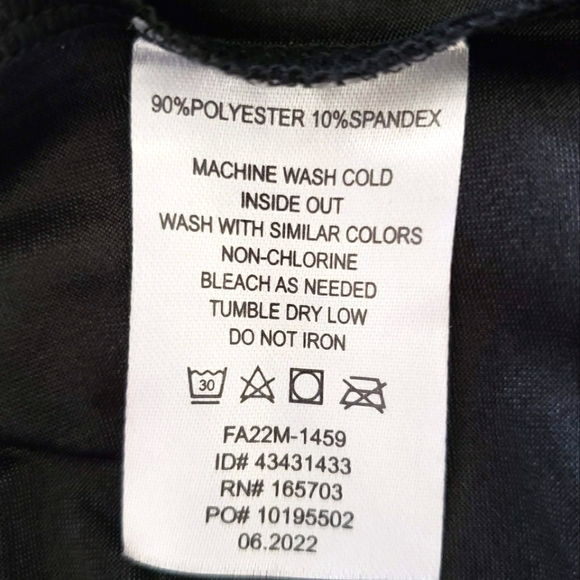 90%POLYESTER 10%SPANDEX
MACHINE WASH COLD
INSIDE OUT
WASH WITH SIMILAR COLORS
NON-CHLORINE
BLEACH AS NEEDED
TUMBLE DRY LOW
DO NOT IRON
30
FA22M-1459
ID# 43431433
RN# 165703
PO# 10195502
06.2022